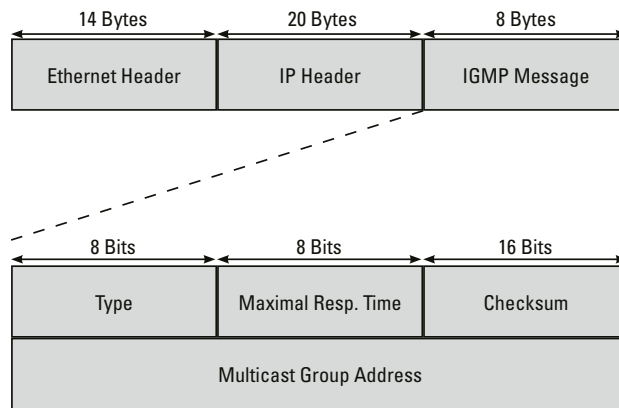 14 Bytes 20 Bytes 8 Bytes
Ethernet Header IP Header IGMP Message
8 Bits 8 Bits 16 Bits
Type Maximal Resp. Time Checksum
Multicast Group Address